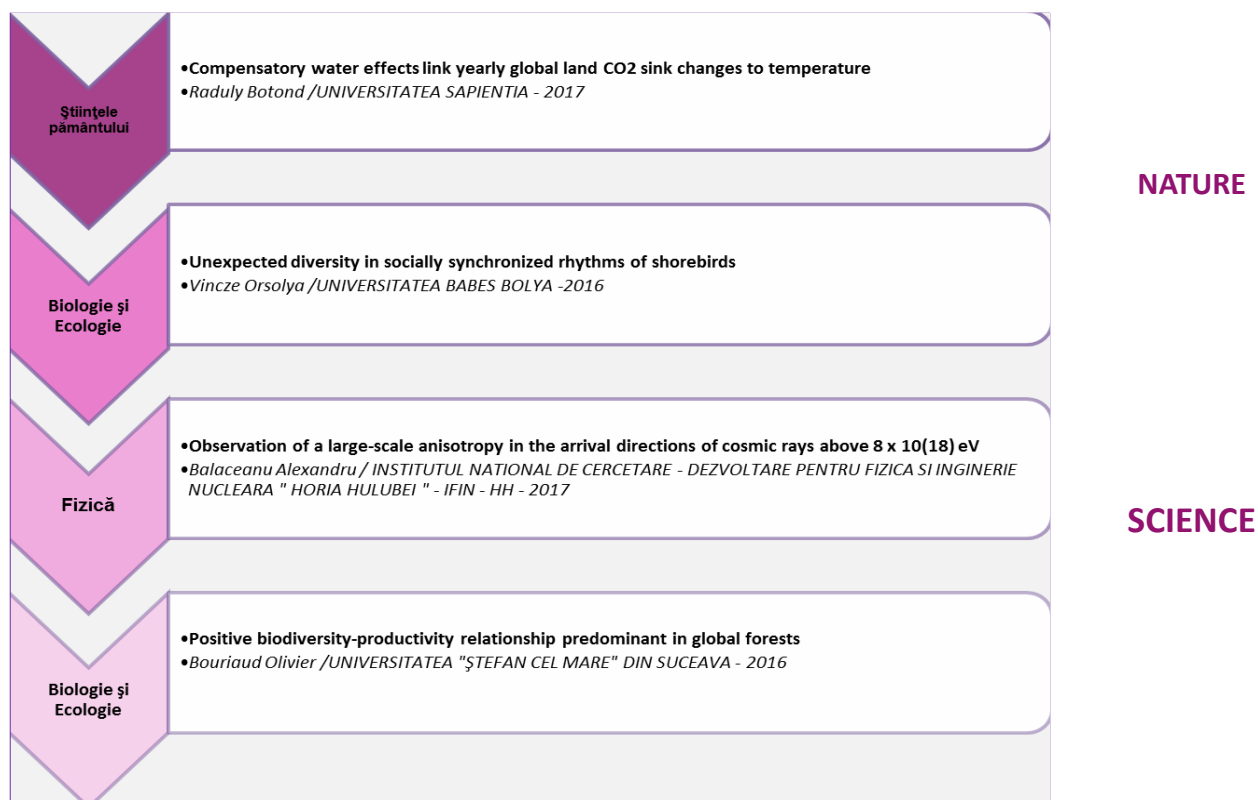 Ştiinţele
pământului
•Compensatory water effects link yearly global land CO2 sink changes to temperature
•Raduly Botond /UNIVERSITATEA SAPIENTIA - 2017
NATURE
Biologie şi
Ecologie
•Unexpected diversity in socially synchronized rhythms of shorebirds
•Vincze Orsolya /UNIVERSITATEA BABES BOLYA -2016
Fizică
•Observation of a large-scale anisotropy in the arrival directions of cosmic rays above 8 x 10(18) eV
•Balaceanu Alexandru / INSTITUTUL NATIONAL DE CERCETARE - DEZVOLTARE PENTRU FIZICA SI INGINERIE
NUCLEARA " HORIA HULUBEI " - IFIN - HH - 2017
SCIENCE
Biologie şi
Ecologie
•Positive biodiversity-productivity relationship predominant in global forests
•Bouriaud Olivier /UNIVERSITATEA "ŞTEFAN CEL MARE" DIN SUCEAVA - 2016